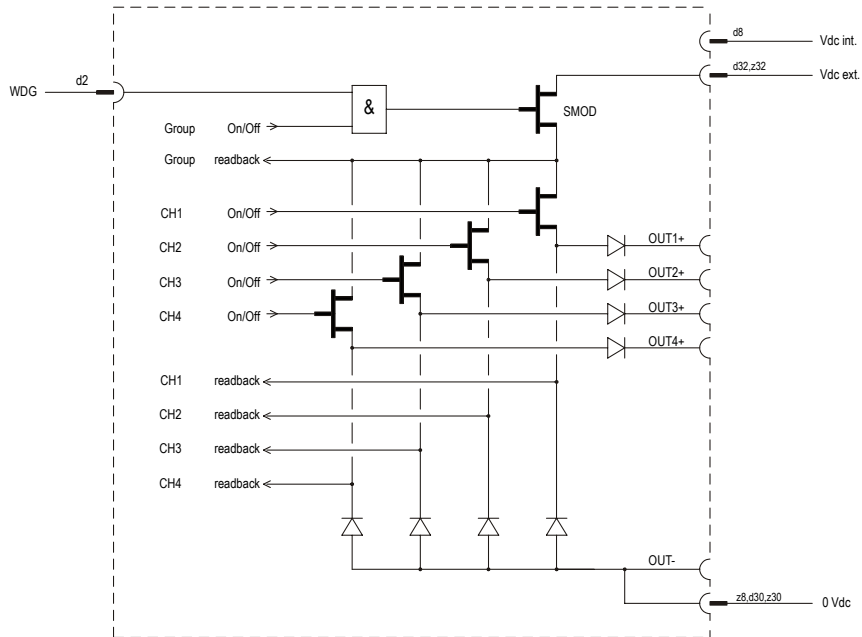 d8 Vdc int.
d32,z32 Vdc ext.
WDG d2
& SMOD
Group On/Off
Group readback
CH1 On/Off
CH2 On/Off OUT1+
CH3 On/Off OUT2+
CH4 On/Off OUT3+
OUT4+
CH1 readback
CH2 readback
CH3 readback
CH4 readback
OUT-
z8,d30,z30 0 Vdc